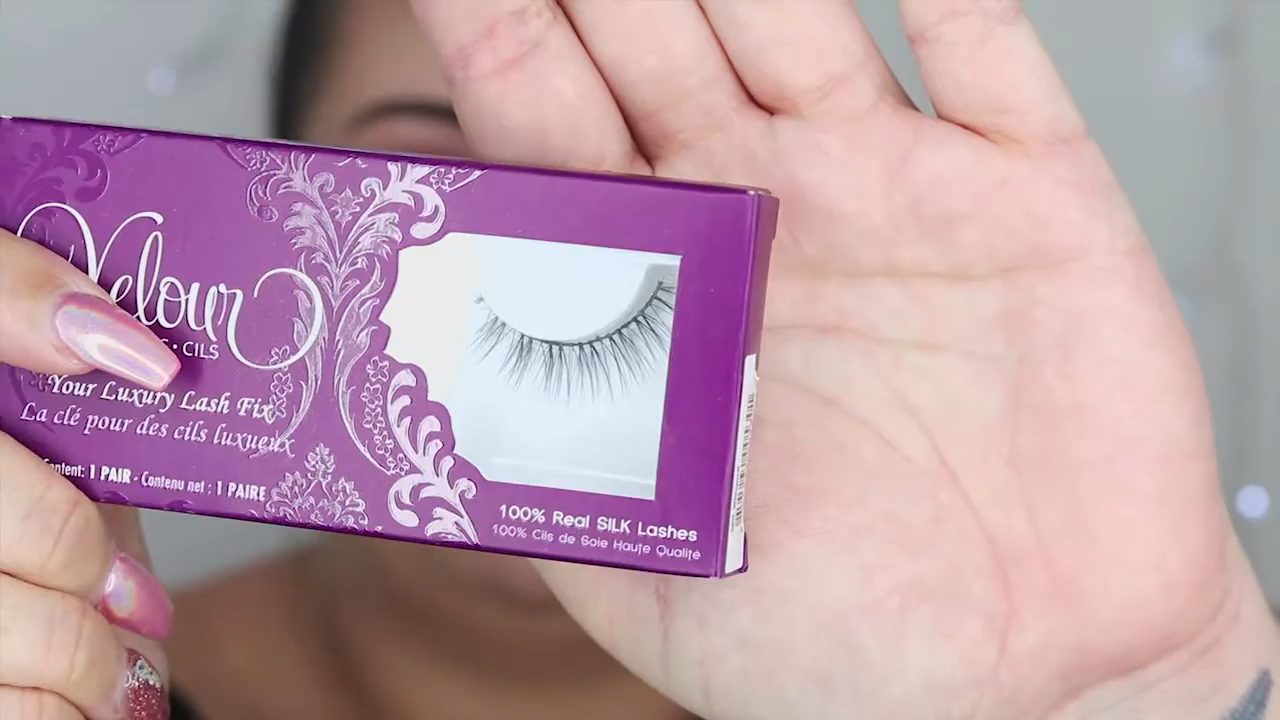 Velour
CILS
Your Luxury Lash Fix
La clé pour des cils luxueux
1 PAIR - Contenu net : 1 PAIRE
100% Real SILK Lashes
100% Cils de Soie Haute Qualité